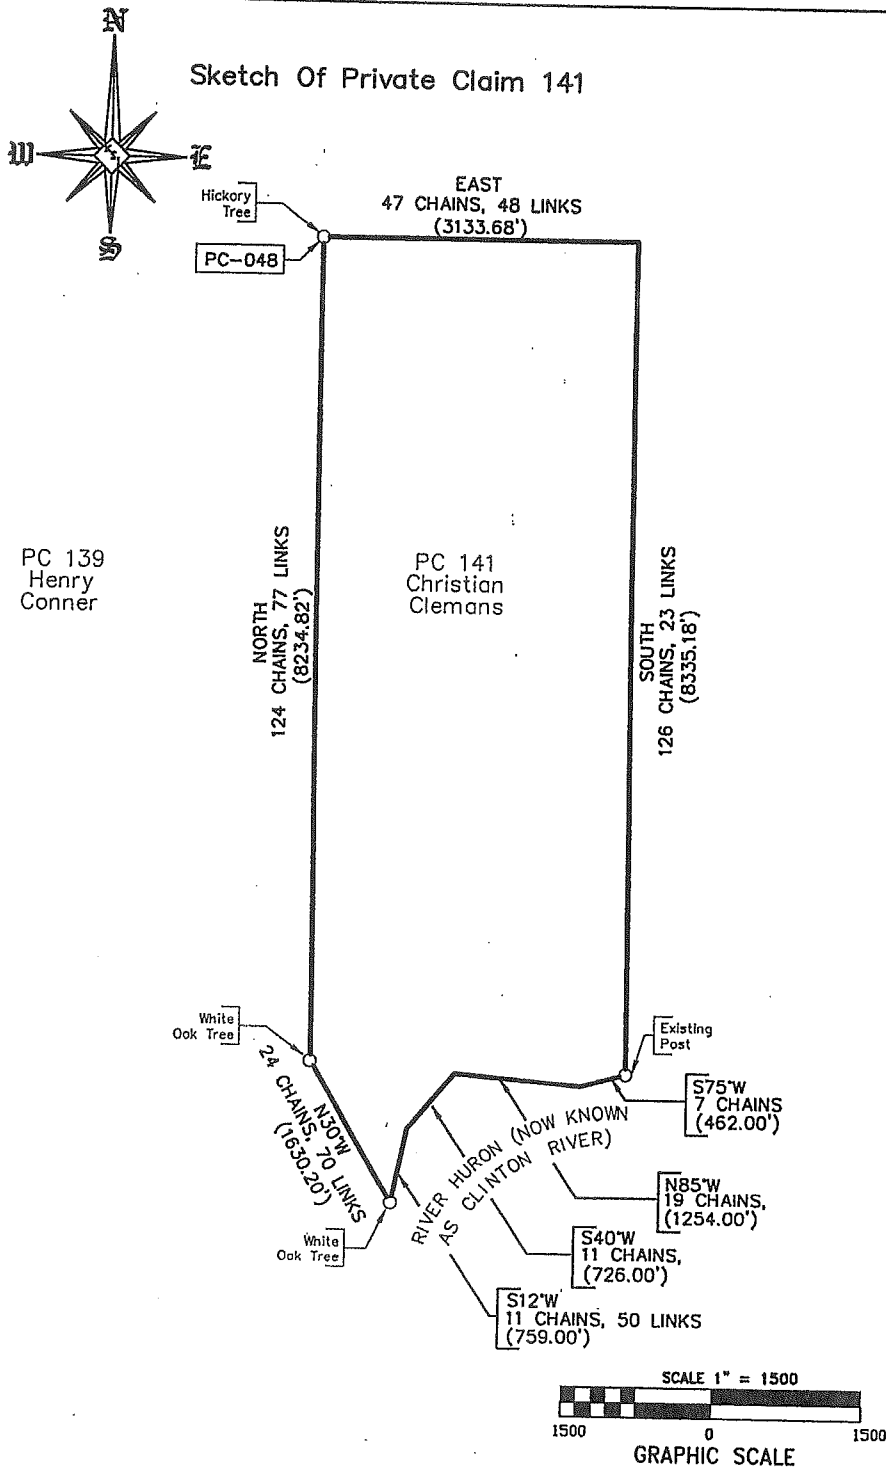 N
W
E
S
Sketch Of Private Claim 141
EAST
47 CHAINS, 48 LINKS
(3133.68')
Hickory
Tree
PC-048
PC 139
Henry
Conner
NORTH
124 CHAINS, 77 LINKS
(8234.82')
PC 141
Christian
Clemans
SOUTH
126 CHAINS, 23 LINKS
(8335.18')
White
Oak Tree
Existing
Post
N30°W
24 CHAINS, 70 LINKS
(1630.20')
S75°W
7 CHAINS
(462.00')
RIVER HURON (NOW KNOWN
AS CLINTON RIVER)
N85°W
19 CHAINS,
(1254.00')
White
Oak Tree
S40°W
11 CHAINS,
(726.00')
S12°W
11 CHAINS, 50 LINKS
(759.00')
SCALE 1" = 1500
1500 0 1500
GRAPHIC SCALE